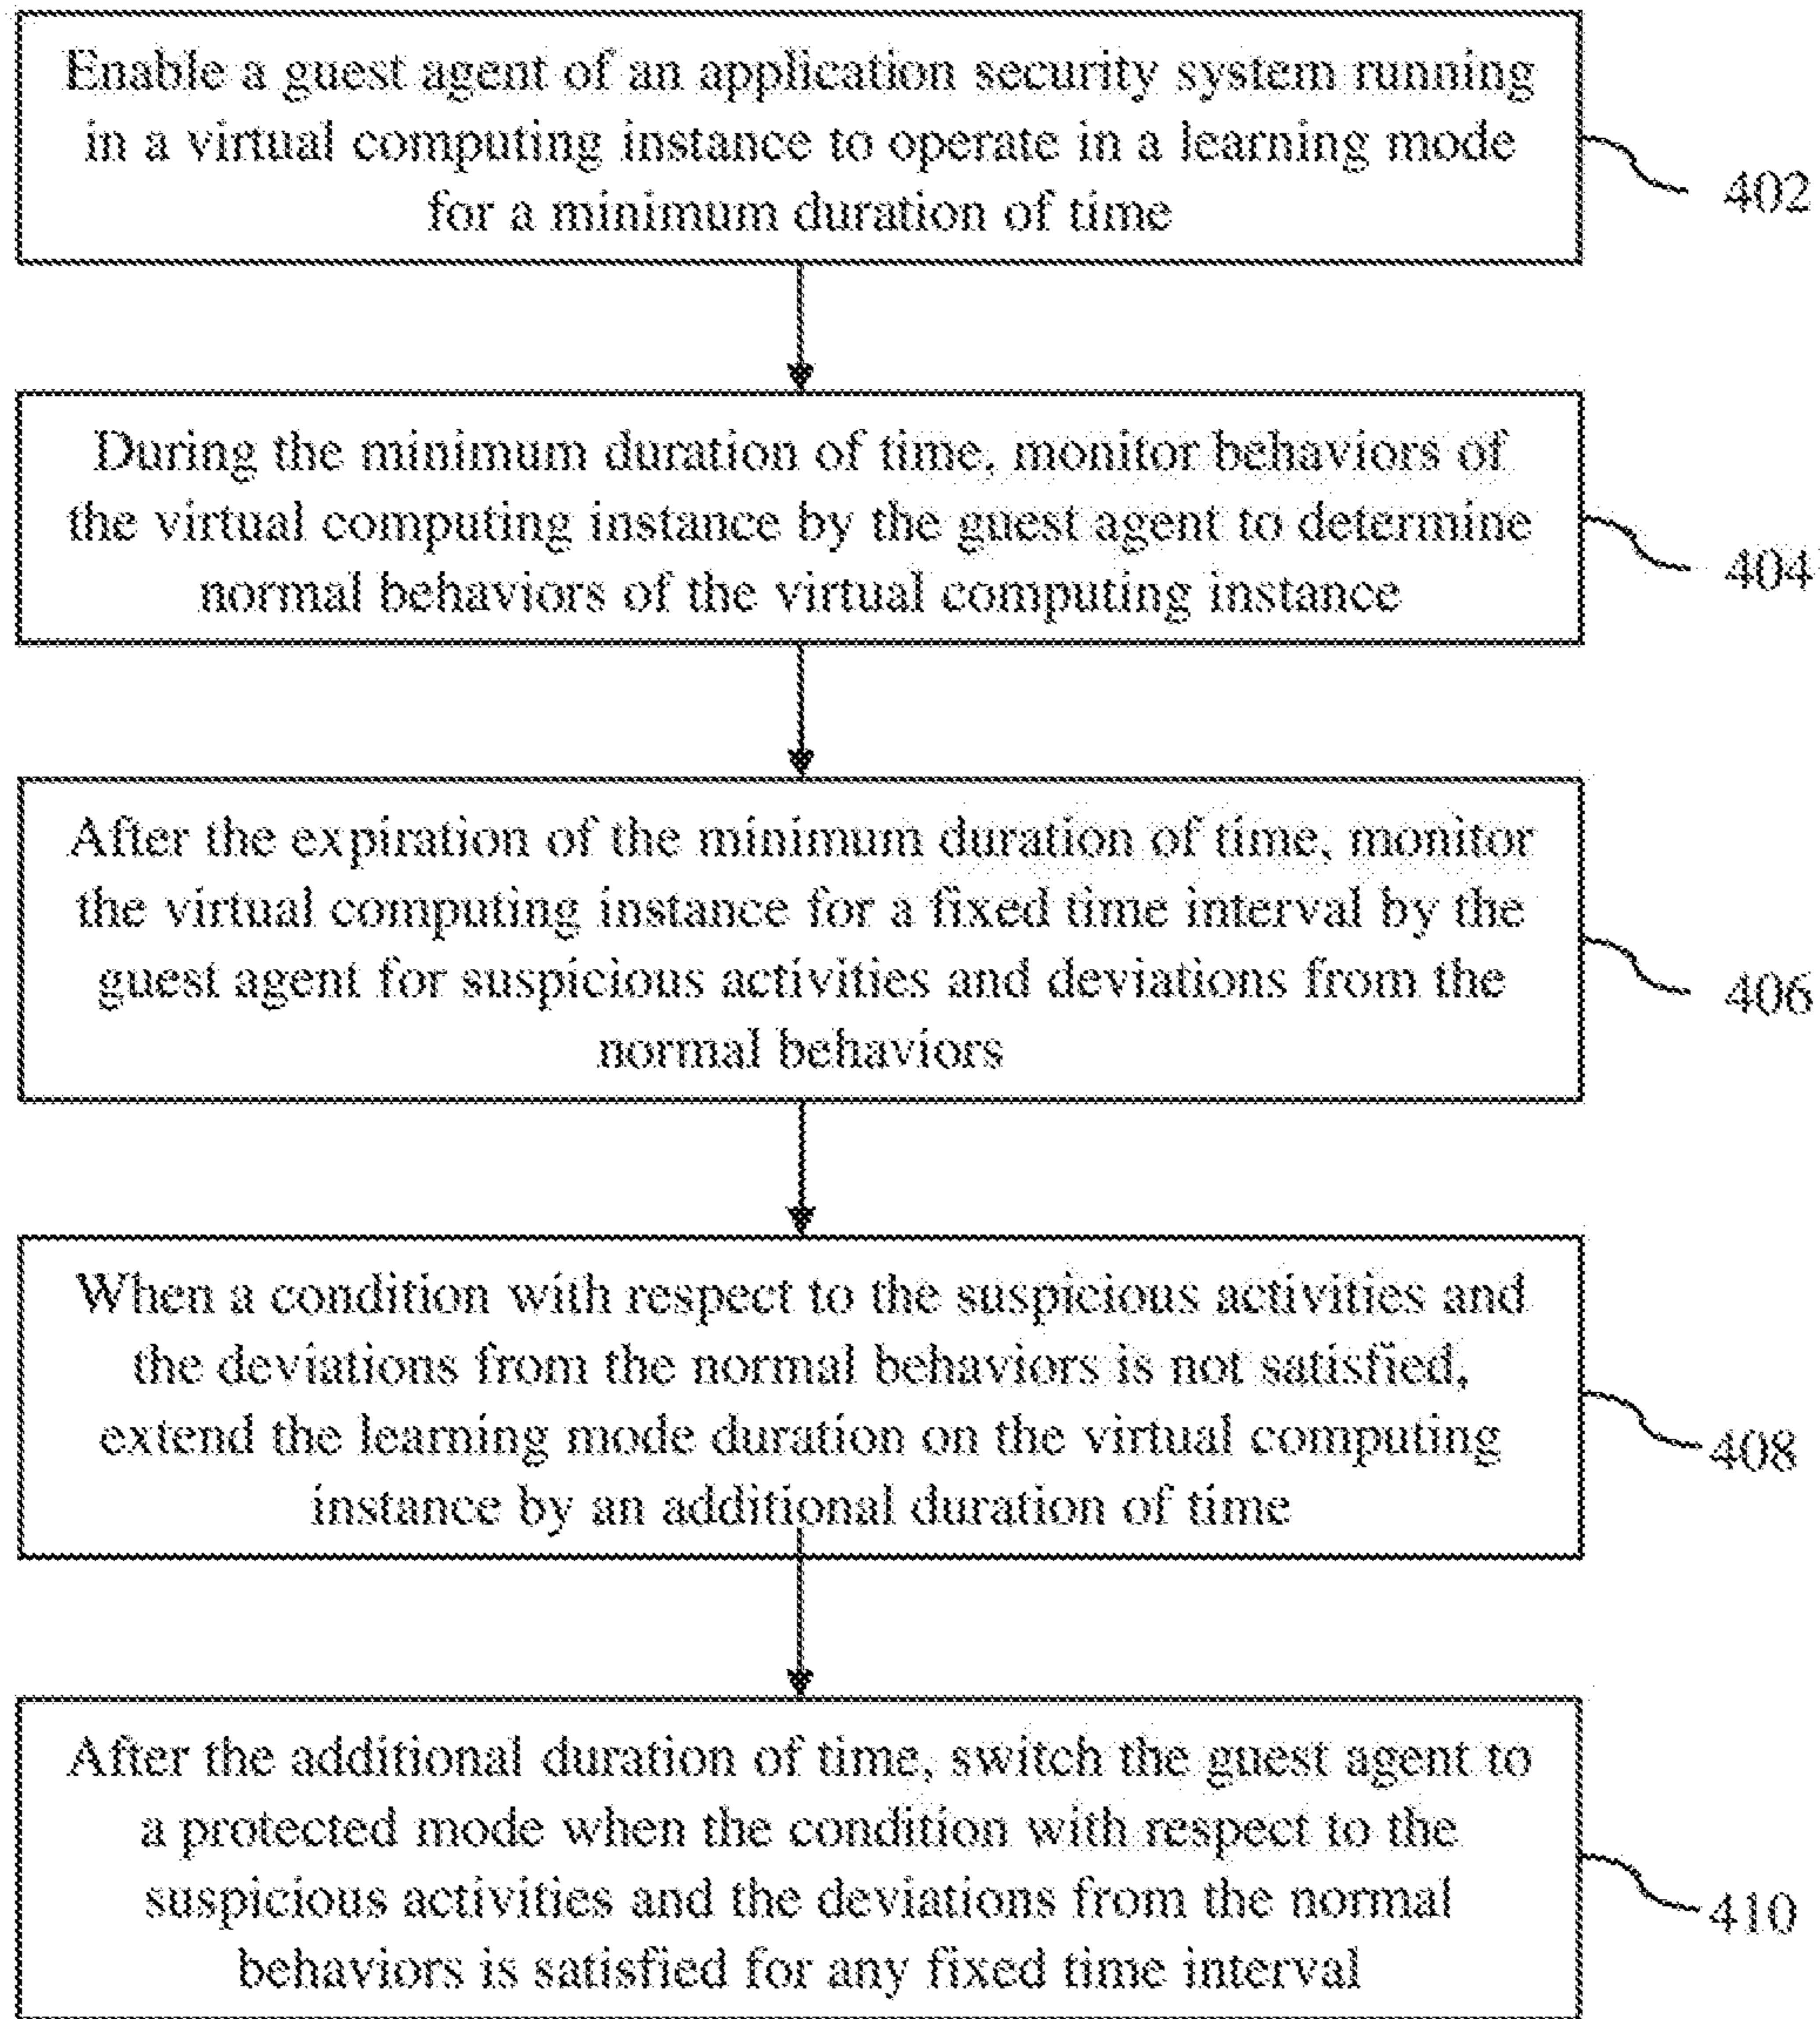 Enable a guest agent of an application security system running
in a virtual computing instance to operate in a learning mode
for a minimum duration of time
402
During the minimum duration of time, monitor behaviors of
the virtual computing instance by the guest agent to determine
normal behaviors of the virtual computing instance
404
After the expiration of the minimum duration of time, monitor
the virtual computing instance for a fixed time interval by the
guest agent for suspicious activities and deviations from the
normal behaviors
406
When a condition with respect to the suspicious activities and
the deviations from the normal behaviors is not satisfied,
extend the learning mode duration on the virtual computing
instance by an additional duration of time
408
After the additional duration of time, switch the guest agent to
a protected mode when the condition with respect to the
suspicious activities and the deviations from the normal
behaviors is satisfied for any fixed time interval
410